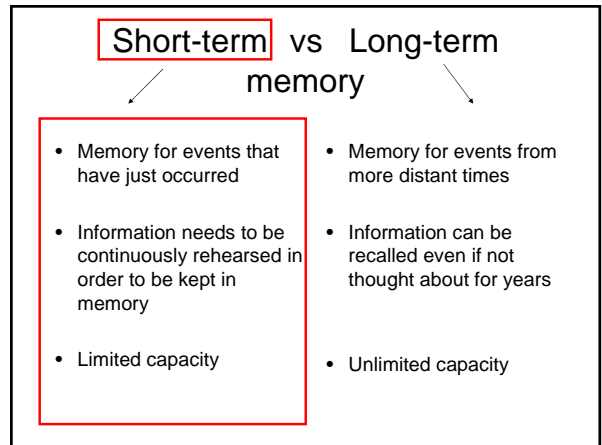 Short-term vs Long-term
memory
• Memory for events that
have just occurred
• Information needs to be
continuously rehearsed in
order to be kept in
memory
• Limited capacity
• Memory for events from
more distant times
• Information can be
recalled even if not
thought about for years
• Unlimited capacity